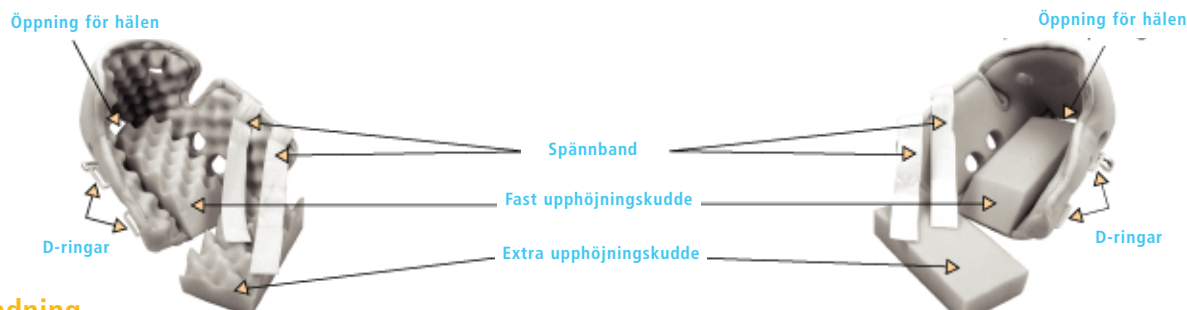 Öppning för hälen
Öppning för hälen
Spännband
Fast upphöjningskudde
D-ringar
D-ringar
Extra upphöjningskudde